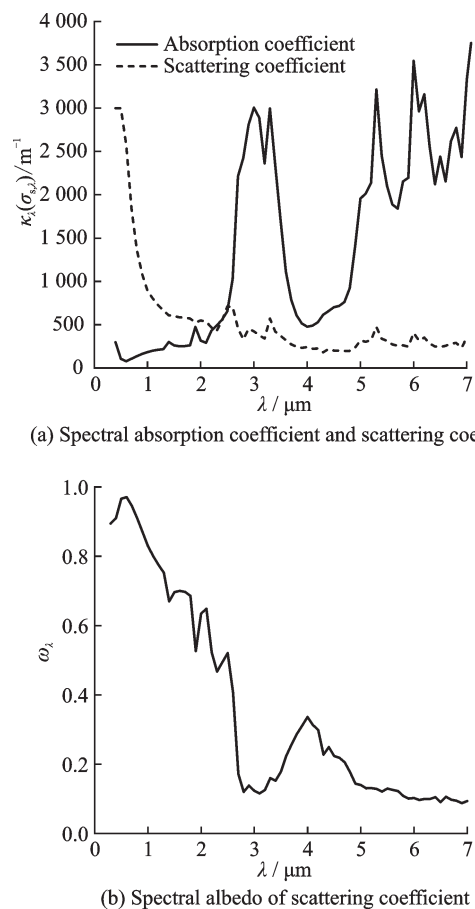 4 000
3 500
3 000
2 500
2 000
1 500
1 000
500
0
κλ(σs,λ)/m⁻¹
Absorption coefficient
Scattering coefficient
0 1 2 3 4 5 6 7
λ / μm
(a) Spectral absorption coefficient and scattering coe
1.0
0.8
0.6
0.4
0.2
0.0
ωλ
0 1 2 3 4 5 6 7
λ / μm
(b) Spectral albedo of scattering coefficient